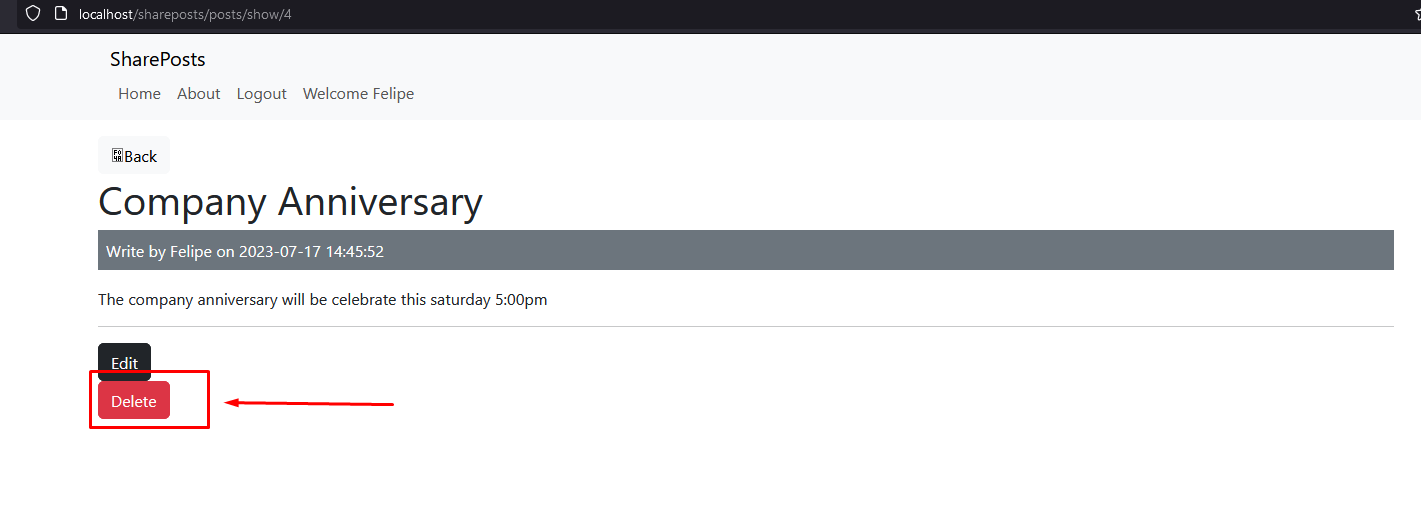 localhost/shareposts/posts/show/4
SharePosts
Home About Logout Welcome Felipe
Back
Company Anniversary
Write by Felipe on 2023-07-17 14:45:52
The company anniversary will be celebrate this saturday 5:00pm
Edit
Delete